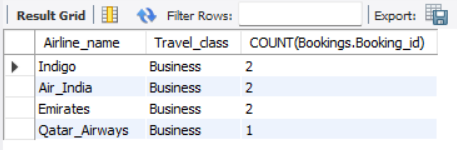 Result Grid Filter Rows: Export:
Airline_name Travel_class COUNT(Bookings.Booking_id)
Indigo Business 2
Air_India Business 2
Emirates Business 2
Qatar_Airways Business 1